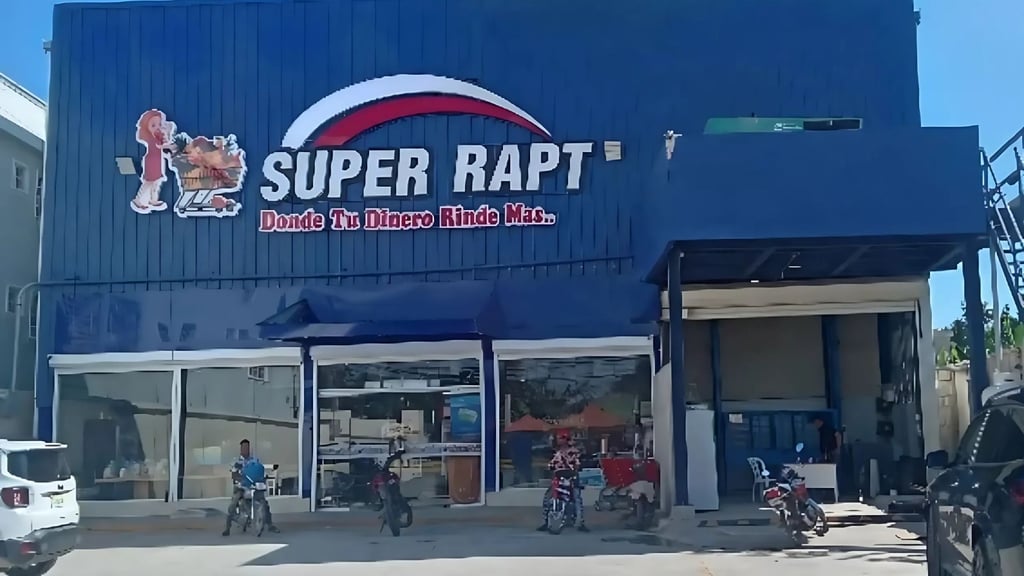 SUPER RAPT
Donde Tu Dinero Rinde Mas..